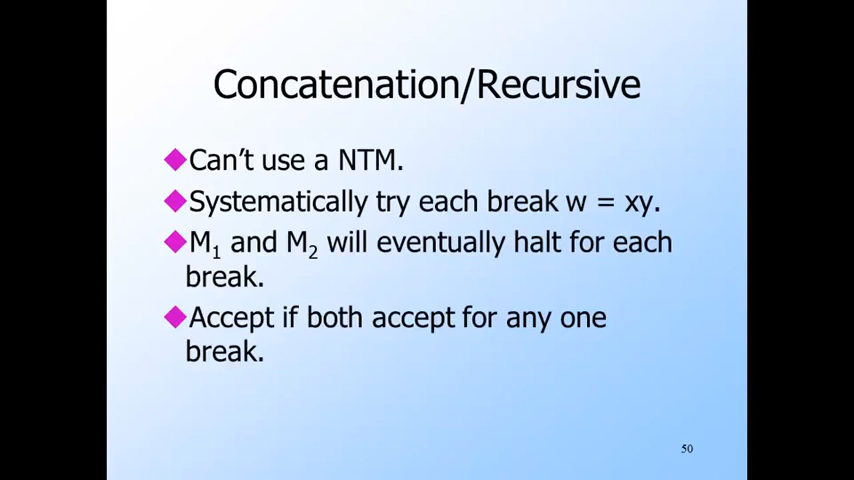 Concatenation/Recursive
Can't use a NTM.
Systematically try each break w = xy.
M₁ and M₂ will eventually halt for each
break.
Accept if both accept for any one
break.
50